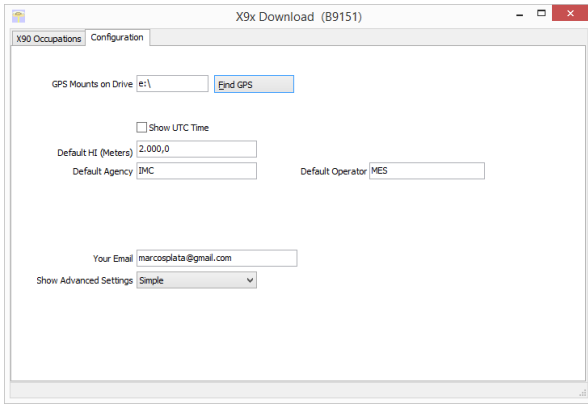 X9x Download (B9151)
X90 Occupations Configuration
GPS Mounts on Drive e:\ Find GPS
Show UTC Time
Default HI (Meters) 2.000,0
Default Agency IMC Default Operator MES
Your Email marcosplata@gmail.com
Show Advanced Settings Simple